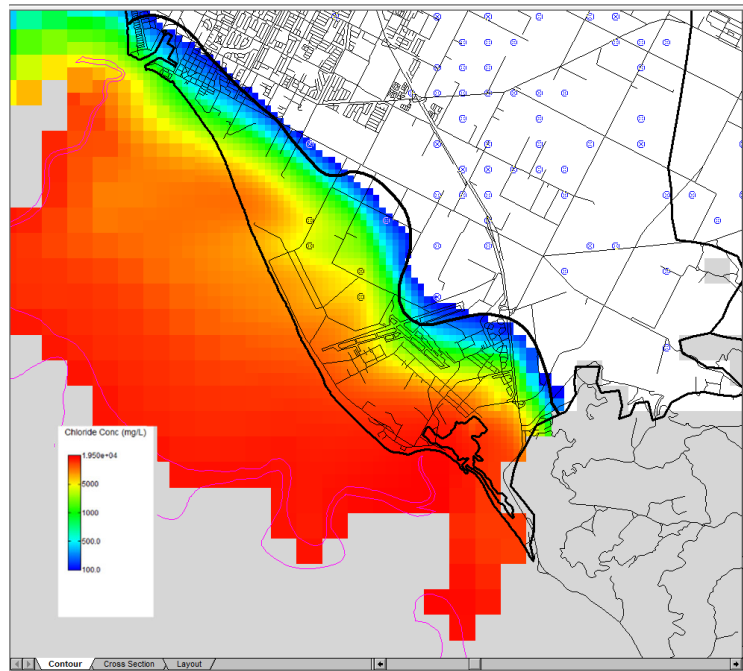 Chloride Conc (mg/L)
1.950e+04
5000
1000
500.0
100.0
Contour
Cross Section
Layout